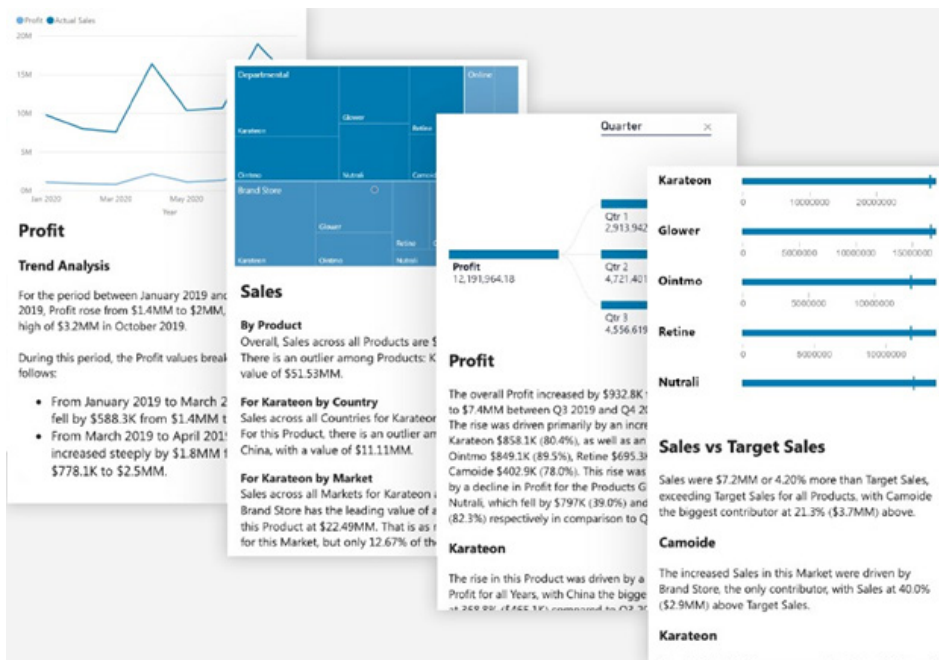 Profit Actual Sales
20M
15M
10M
5M
0M
Jan 2020 Mar 2020 May 2020
Year
Profit
Trend Analysis
For the period between January 2019 and
2019, Profit rose from $1.4MM to $2MM,
high of $3.2MM in October 2019.
During this period, the Profit values break
follows:
• From January 2019 to March 2
fell by $588.3K from $1.4MM t
• From March 2019 to April 201
increased steeply by $1.8MM f
$778.1K to $2.5MM.
Departmental
Online
Glower
Karateon
Retine
Ointmo
Nutrali
Camoide
Brand Store
Glower
Retine
Karateon
Ointmo
Nutrali
Sales
By Product
Overall, Sales across all Products are $
There is an outlier among Products: K
value of $51.53MM.
For Karateon by Country
Sales across all Countries for Karateon
For this Product, there is an outlier am
China, with a value of $11.11MM.
For Karateon by Market
Sales across all Markets for Karateon a
Brand Store has the leading value of a
this Product at $22.49MM. That is as
for this Market, but only 12.67% of the
Quarter ×
Qtr 1
2,913,942
Profit
12,191,964.18
Qtr 2
4,721,401
Qtr 3
4,556,619
Profit
The overall Profit increased by $932.8K
to $7.4MM between Q3 2019 and Q4 20
The rise was driven primarily by an incre
Karateon $858.1K (80.4%), as well as an
Ointmo $849.1K (89.5%), Retine $695.3K
Camoide $402.9K (78.0%). This rise was
by a decline in Profit for the Products G
Nutrali, which fell by $797K (39.0%) and
(82.3%) respectively in comparison to Q
Karateon
The rise in this Product was driven by a
Profit for all Years, with China the bigge
at 368.8% ($465.1K) compared to Q3 20
Karateon
0 10000000 20000000
Glower
0 5000000 10000000 15000000
Ointmo
0 5000000 10000000
Retine
0 5000000 10000000
Nutrali
Sales vs Target Sales
Sales were $7.2MM or 4.20% more than Target Sales,
exceeding Target Sales for all Products, with Camoide
the biggest contributor at 21.3% ($3.7MM) above.
Camoide
The increased Sales in this Market were driven by
Brand Store, the only contributor, with Sales at 40.0%
($2.9MM) above Target Sales.
Karateon